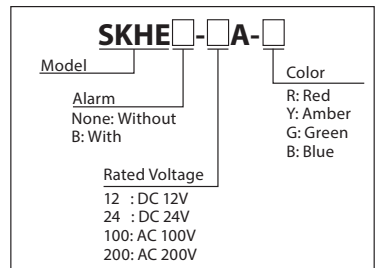 SKHE□-□A-□
Model
Color
R: Red
Y: Amber
G: Green
B: Blue
Alarm
None: Without
B: With
Rated Voltage
12 : DC 12V
24 : DC 24V
100: AC 100V
200: AC 200V